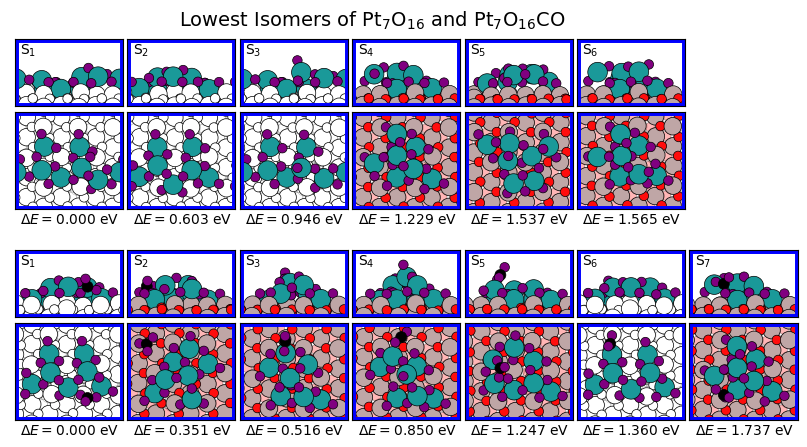 Lowest Isomers of Pt₇O₁₆ and Pt₇O₁₆CO
S₁ S₂ S₃ S₄ S₅ S₆
ΔE = 0.000 eV ΔE = 0.603 eV ΔE = 0.946 eV ΔE = 1.229 eV ΔE = 1.537 eV ΔE = 1.565 eV
S₁ S₂ S₃ S₄ S₅ S₆ S₇
ΔE = 0.000 eV ΔE = 0.351 eV ΔE = 0.516 eV ΔE = 0.850 eV ΔE = 1.247 eV ΔE = 1.360 eV ΔE = 1.737 eV